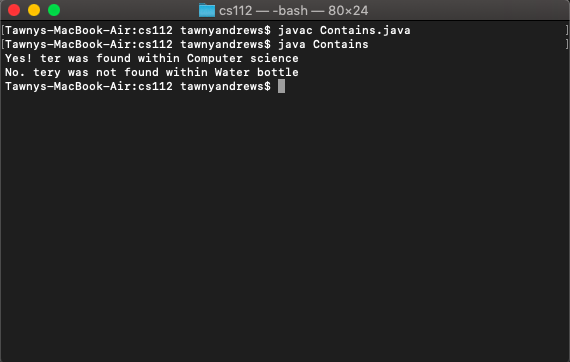 cs112 — -bash — 80×24
[Tawnys-MacBook-Air:cs112 tawnyandrews$ javac Contains.java ]
[Tawnys-MacBook-Air:cs112 tawnyandrews$ java Contains ]
Yes! ter was found within Computer science
No. tery was not found within Water bottle
Tawnys-MacBook-Air:cs112 tawnyandrews$